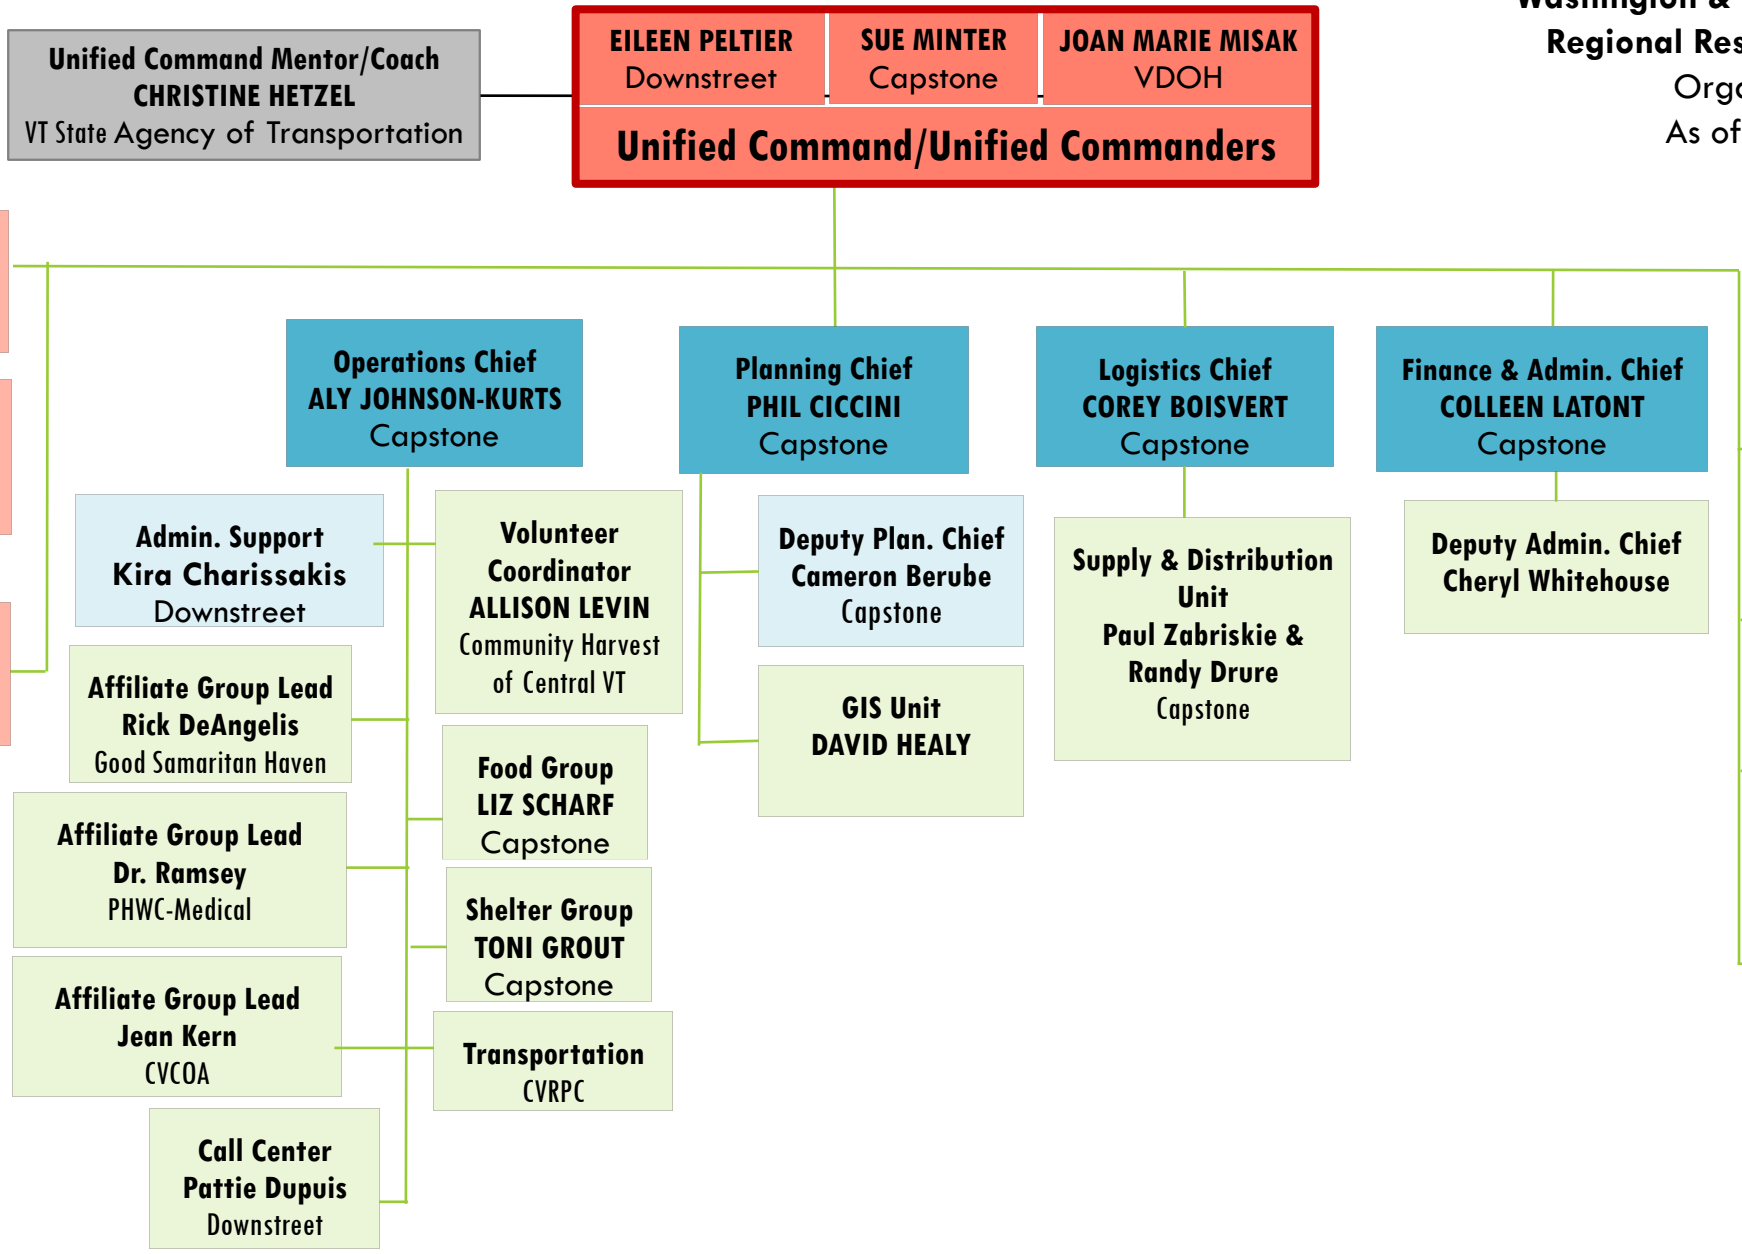 Unified Command Mentor/Coach
CHRISTINE HETZEL
VT State Agency of Transportation
EILEEN PELTIER
Downstreet
SUE MINTER
Capstone
JOAN MARIE MISAK
VDOH
Unified Command/Unified Commanders
Washington &
Regional Res
Orga
As of
Operations Chief
ALY JOHNSON-KURTS
Capstone
Planning Chief
PHIL CICCINI
Capstone
Logistics Chief
COREY BOISVERT
Capstone
Finance & Admin. Chief
COLLEEN LATONT
Capstone
Admin. Support
Kira Charissakis
Downstreet
Volunteer
Coordinator
ALLISON LEVIN
Community Harvest
of Central VT
Deputy Plan. Chief
Cameron Berube
Capstone
Supply & Distribution
Unit
Paul Zabriskie &
Randy Drure
Capstone
Deputy Admin. Chief
Cheryl Whitehouse
Affiliate Group Lead
Rick DeAngelis
Good Samaritan Haven
Food Group
LIZ SCHARF
Capstone
GIS Unit
DAVID HEALY
Affiliate Group Lead
Dr. Ramsey
PHWC-Medical
Shelter Group
TONI GROUT
Capstone
Affiliate Group Lead
Jean Kern
CVCOA
Transportation
CVRPC
Call Center
Pattie Dupuis
Downstreet